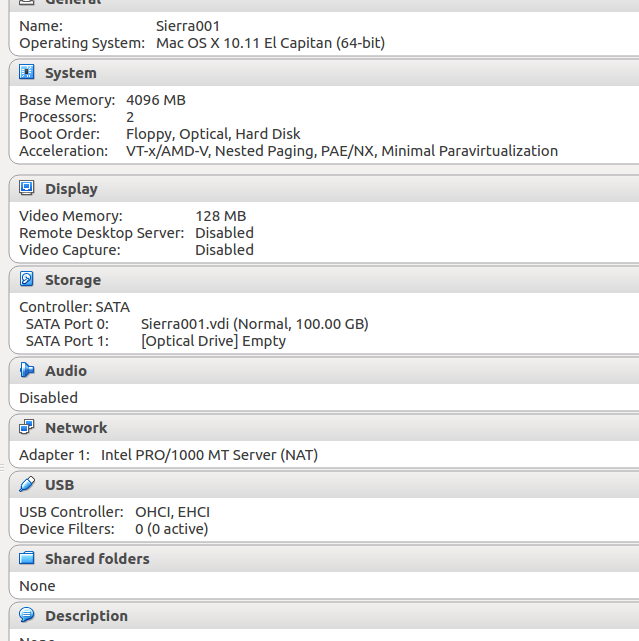 General
Name: Sierra001
Operating System: Mac OS X 10.11 El Capitan (64-bit)
System
Base Memory: 4096 MB
Processors: 2
Boot Order: Floppy, Optical, Hard Disk
Acceleration: VT-x/AMD-V, Nested Paging, PAE/NX, Minimal Paravirtualization
Display
Video Memory: 128 MB
Remote Desktop Server: Disabled
Video Capture: Disabled
Storage
Controller: SATA
SATA Port 0: Sierra001.vdi (Normal, 100.00 GB)
SATA Port 1: [Optical Drive] Empty
Audio
Disabled
Network
Adapter 1: Intel PRO/1000 MT Server (NAT)
USB
USB Controller: OHCI, EHCI
Device Filters: 0 (0 active)
Shared folders
None
Description
None